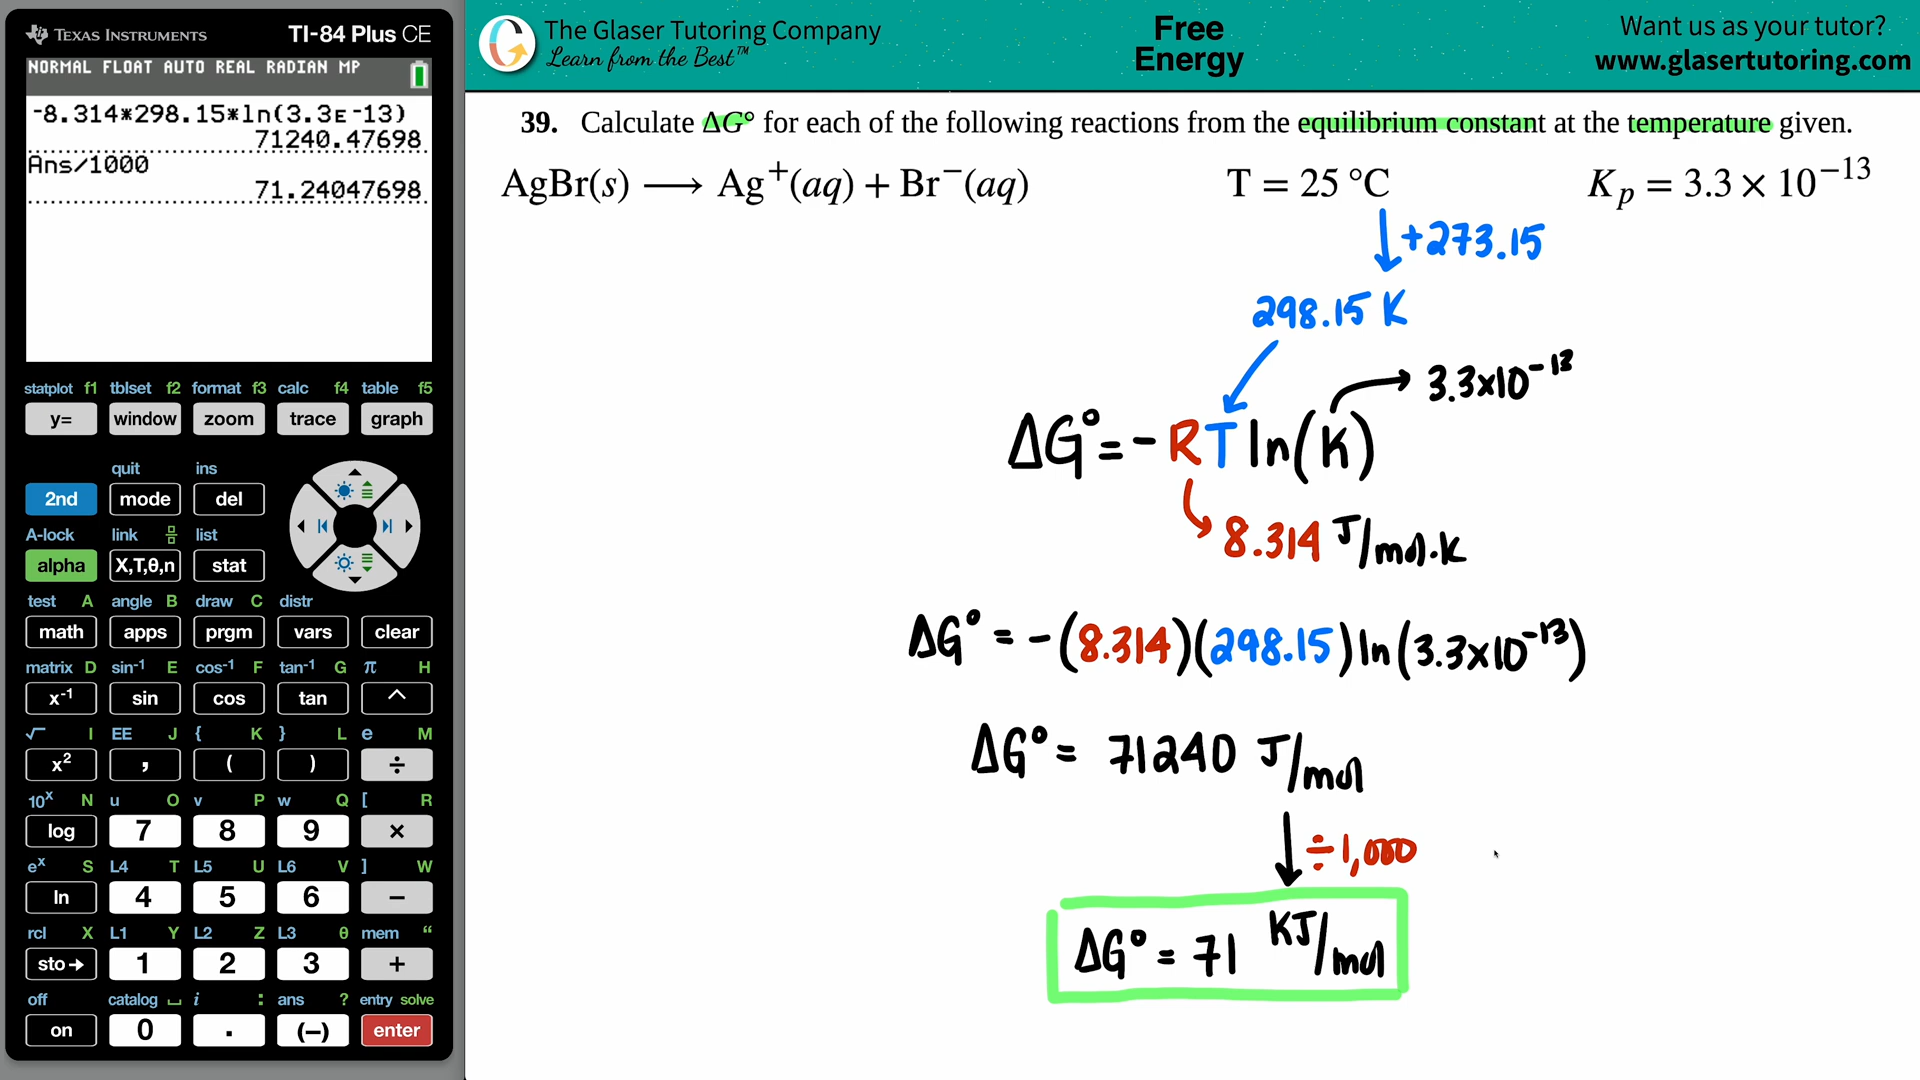 TEXAS INSTRUMENTS TI-84 Plus CE
NORMAL FLOAT AUTO REAL RADIAN MP
-8.314*298.15*ln(3.3E-13)
71240.47698
Ans/1000
71.24047698
statplot f1 tblset f2 format f3 calc f4 table f5
y= window zoom trace graph
quit ins
2nd mode del
A-lock link list
alpha X,T,θ,n stat
test A angle B draw C distr
math apps prgm vars clear
matrix D sin⁻¹ E cos⁻¹ F tan⁻¹ G π H
x⁻¹ sin cos tan ^
√ I EE J { K } L e M
x² , ( ) ÷
10ˣ N u O v P w Q [ R
log 7 8 9 ×
eˣ S L4 T L5 U L6 V ] W
ln 4 5 6 −
rcl X L1 Y L2 Z L3 θ mem "
sto→ 1 2 3 +
off catalog ⎵ i : ans ? entry solve
on 0 . (−) enter
The Glaser Tutoring Company
Learn from the Best™
Free
Energy
Want us as your tutor?
www.glasertutoring.com
39. Calculate ΔG° for each of the following reactions from the equilibrium constant at the temperature given.
AgBr(s) ⟶ Ag⁺(aq) + Br⁻(aq) T = 25 °C Kₚ = 3.3 × 10⁻¹³
+273.15
298.15 K
3.3x10⁻¹³
ΔG° = -RTln(K)
8.314 J/mol·K
ΔG° = -(8.314)(298.15)ln(3.3x10⁻¹³)
ΔG° = 71240 J/mol
÷1,000
ΔG° = 71 KJ/mol